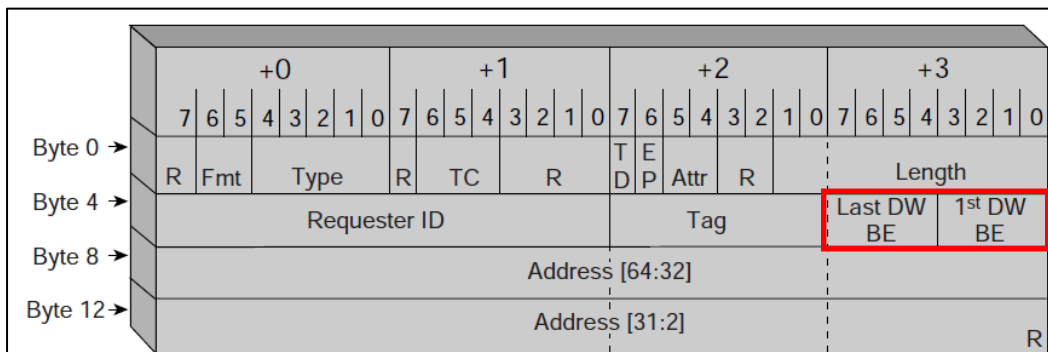 +0 +1 +2 +3
7 6 5 4 3 2 1 0 7 6 5 4 3 2 1 0 7 6 5 4 3 2 1 0 7 6 5 4 3 2 1 0
Byte 0 R Fmt Type R TC R TD EP Attr R Length
Byte 4 Requester ID Tag Last DW BE 1st DW BE
Byte 8 Address [64:32]
Byte 12 Address [31:2] R